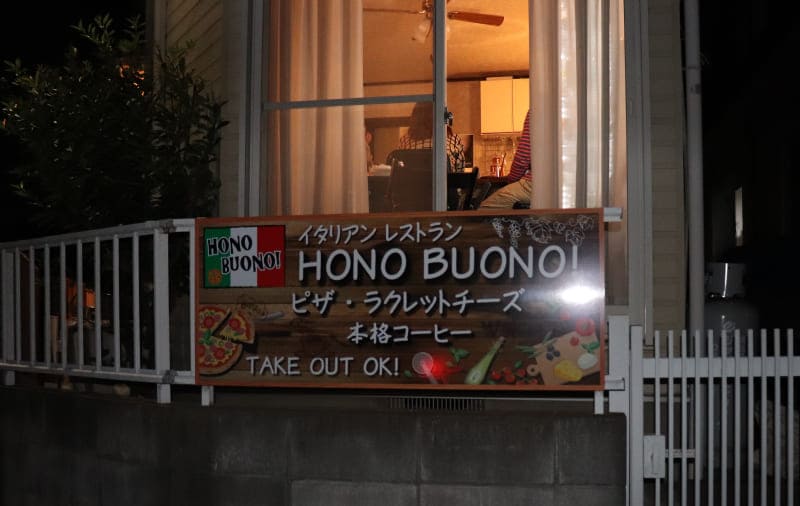 HONO
BUONO!
イタリアン レストラン
HONO BUONO!
ピザ・ラクレットチーズ
本格コーヒー
TAKE OUT OK!